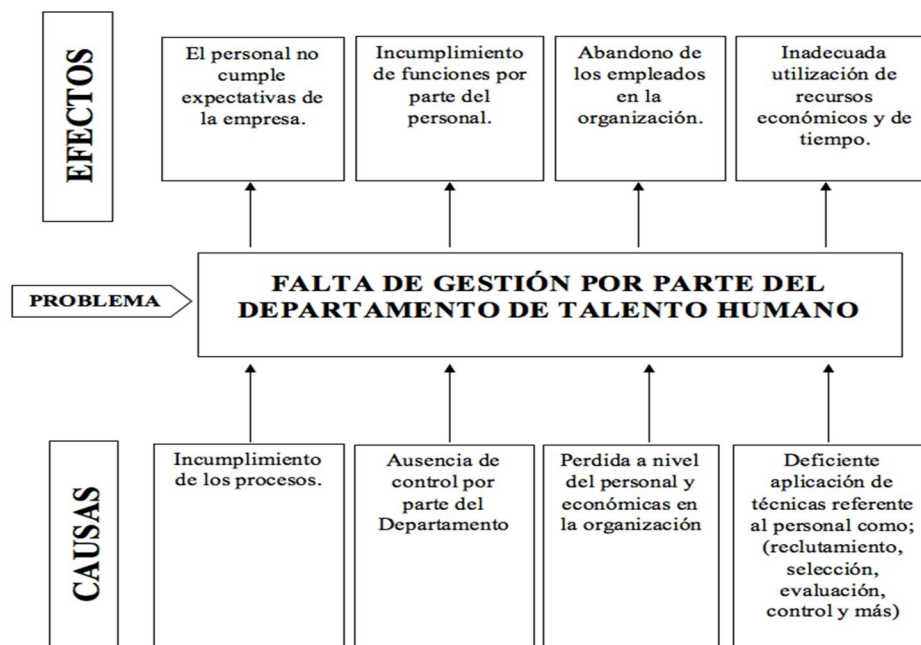 EFECTOS
El personal no
cumple
expectativas de
la empresa.
Incumplimiento
de funciones por
parte del
personal.
Abandono de
los empleados
en la
organización.
Inadecuada
utilización de
recursos
económicos y de
tiempo.
PROBLEMA
FALTA DE GESTIÓN POR PARTE DEL
DEPARTAMENTO DE TALENTO HUMANO
CAUSAS
Incumplimiento
de los procesos.
Ausencia de
control por
parte del
Departamento
Perdida a nivel
del personal y
económicas en
la organización
Deficiente
aplicación de
técnicas referente
al personal como;
(reclutamiento,
selección,
evaluación,
control y más)